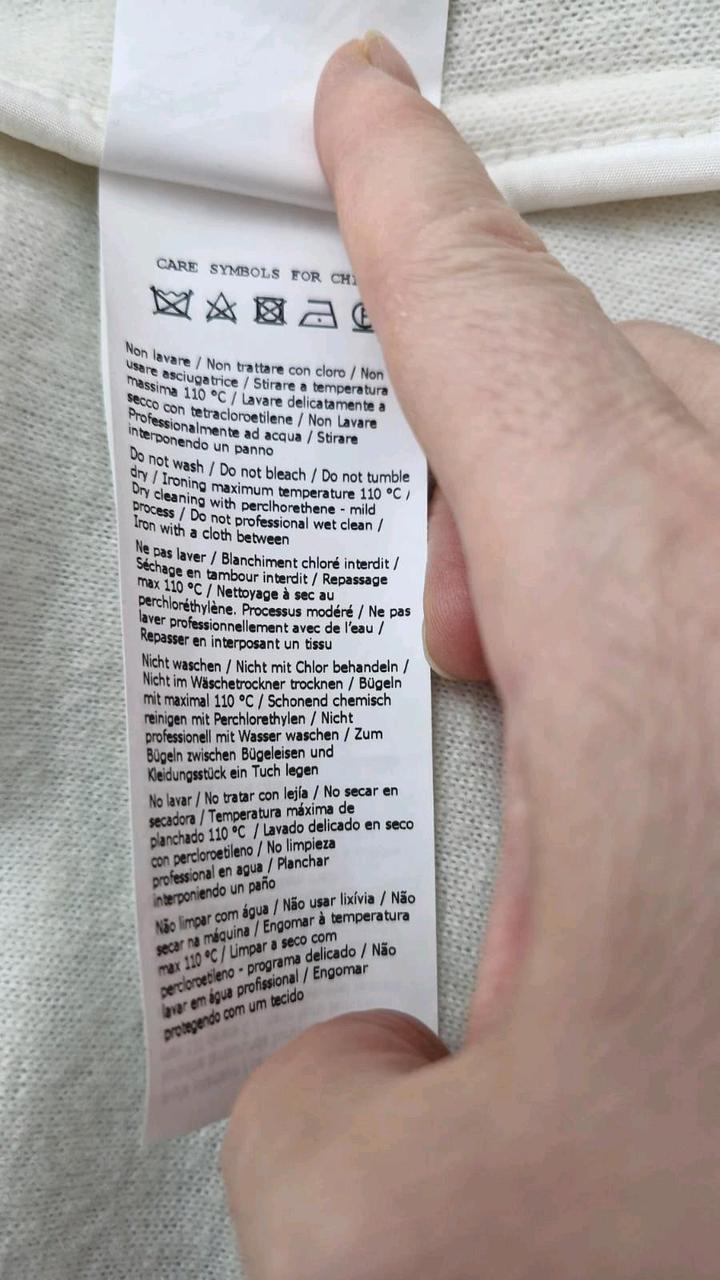 CARE SYMBOLS FOR
Non lavare / Non trattare con cloro / Non
usare asciugatrice / Stirare a temperatura
massima 110 °C / Lavare delicatamente a
secco con tetracloroetilene / Non Lavare
Professionalmente ad acqua / Stirare
interponendo un panno
Do not wash / Do not bleach / Do not tumble
dry / Ironing maximum temperature 110 °C /
Dry cleaning with perclhorethene - mild
process / Do not professional wet clean /
Iron with a cloth between
Ne pas laver / Blanchiment chloré interdit /
Séchage en tambour interdit / Repassage
max 110 °C / Nettoyage à sec au
perchloréthylène. Processus modéré / Ne pas
laver professionnellement avec de l'eau /
Repasser en interposant un tissu
Nicht waschen / Nicht mit Chlor behandeln /
Nicht im Wäschetrockner trocknen / Bügeln
mit maximal 110 °C / Schonend chemisch
reinigen mit Perchlorethylen / Nicht
professionell mit Wasser waschen / Zum
Bügeln zwischen Bügeleisen und
Kleidungsstück ein Tuch legen
No lavar / No tratar con lejía / No secar en
secadora / Temperatura máxima de
planchado 110 °C / Lavado delicado en seco
con percloroetileno / No limpieza
professional en agua / Planchar
interponiendo un paño
Não limpar com água / Não usar lixívia / Não
secar na máquina / Engomar à temperatura
max 110 °C / Limpar a seco com
percloroetileno - programa delicado / Não
lavar em água profissional / Engomar
protegendo com um tecido